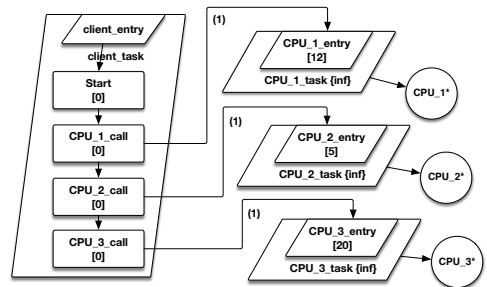 client_entry
client_task
Start
[0]
CPU_1_call
[0]
CPU_2_call
[0]
CPU_3_call
[0]
(1)
CPU_1_entry
[12]
CPU_1_task {inf}
CPU_1*
(1)
CPU_2_entry
[5]
CPU_2_task {inf}
CPU_2*
(1)
CPU_3_entry
[20]
CPU_3_task {inf}
CPU_3*